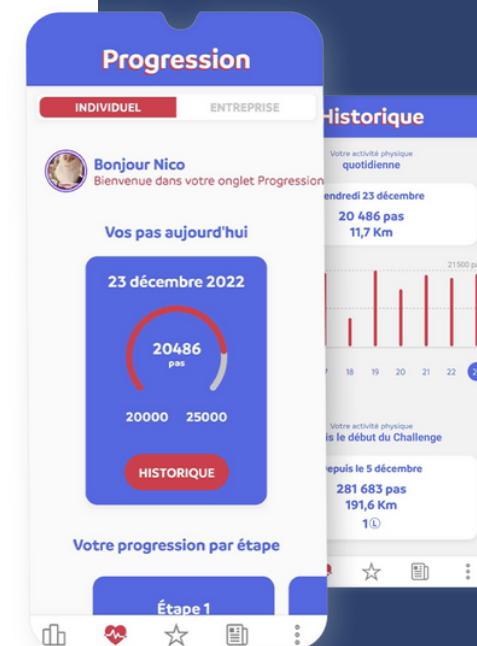 Progression
INDIVIDUEL
ENTREPRISE
Bonjour Nico
Bienvenue dans votre onglet Progression
Vos pas aujourd'hui
23 décembre 2022
20486
pas
20000 25000
HISTORIQUE
Votre progression par étape
Étape 1
Historique
Votre activité physique
quotidienne
endredi 23 décembre
20 486 pas
11,7 Km
21 500 pa
18 19 20 21 22
Votre activité physique
is le début du Challenge
epuis le 5 décembre
281 683 pas
191,6 Km
1Ⓛ